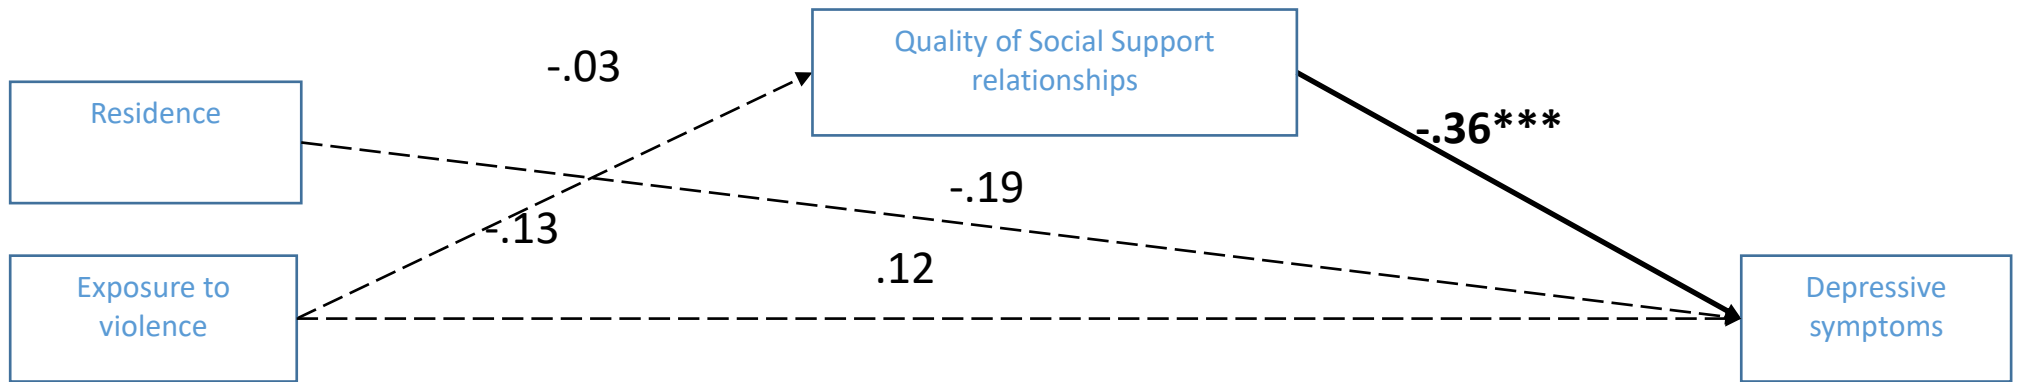 Quality of Social Support
relationships
-.03
Residence
-.36***
-.19
-.13
.12
Exposure to
violence
Depressive
symptoms